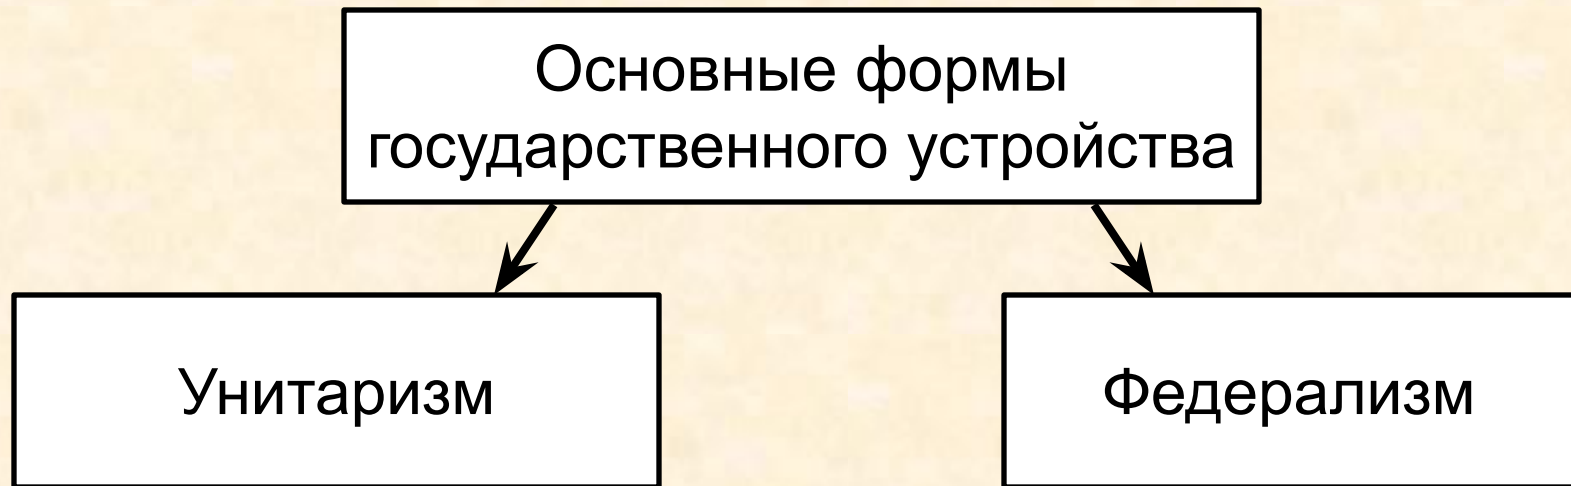 Основные формы
государственного устройства
Унитаризм
Федерализм